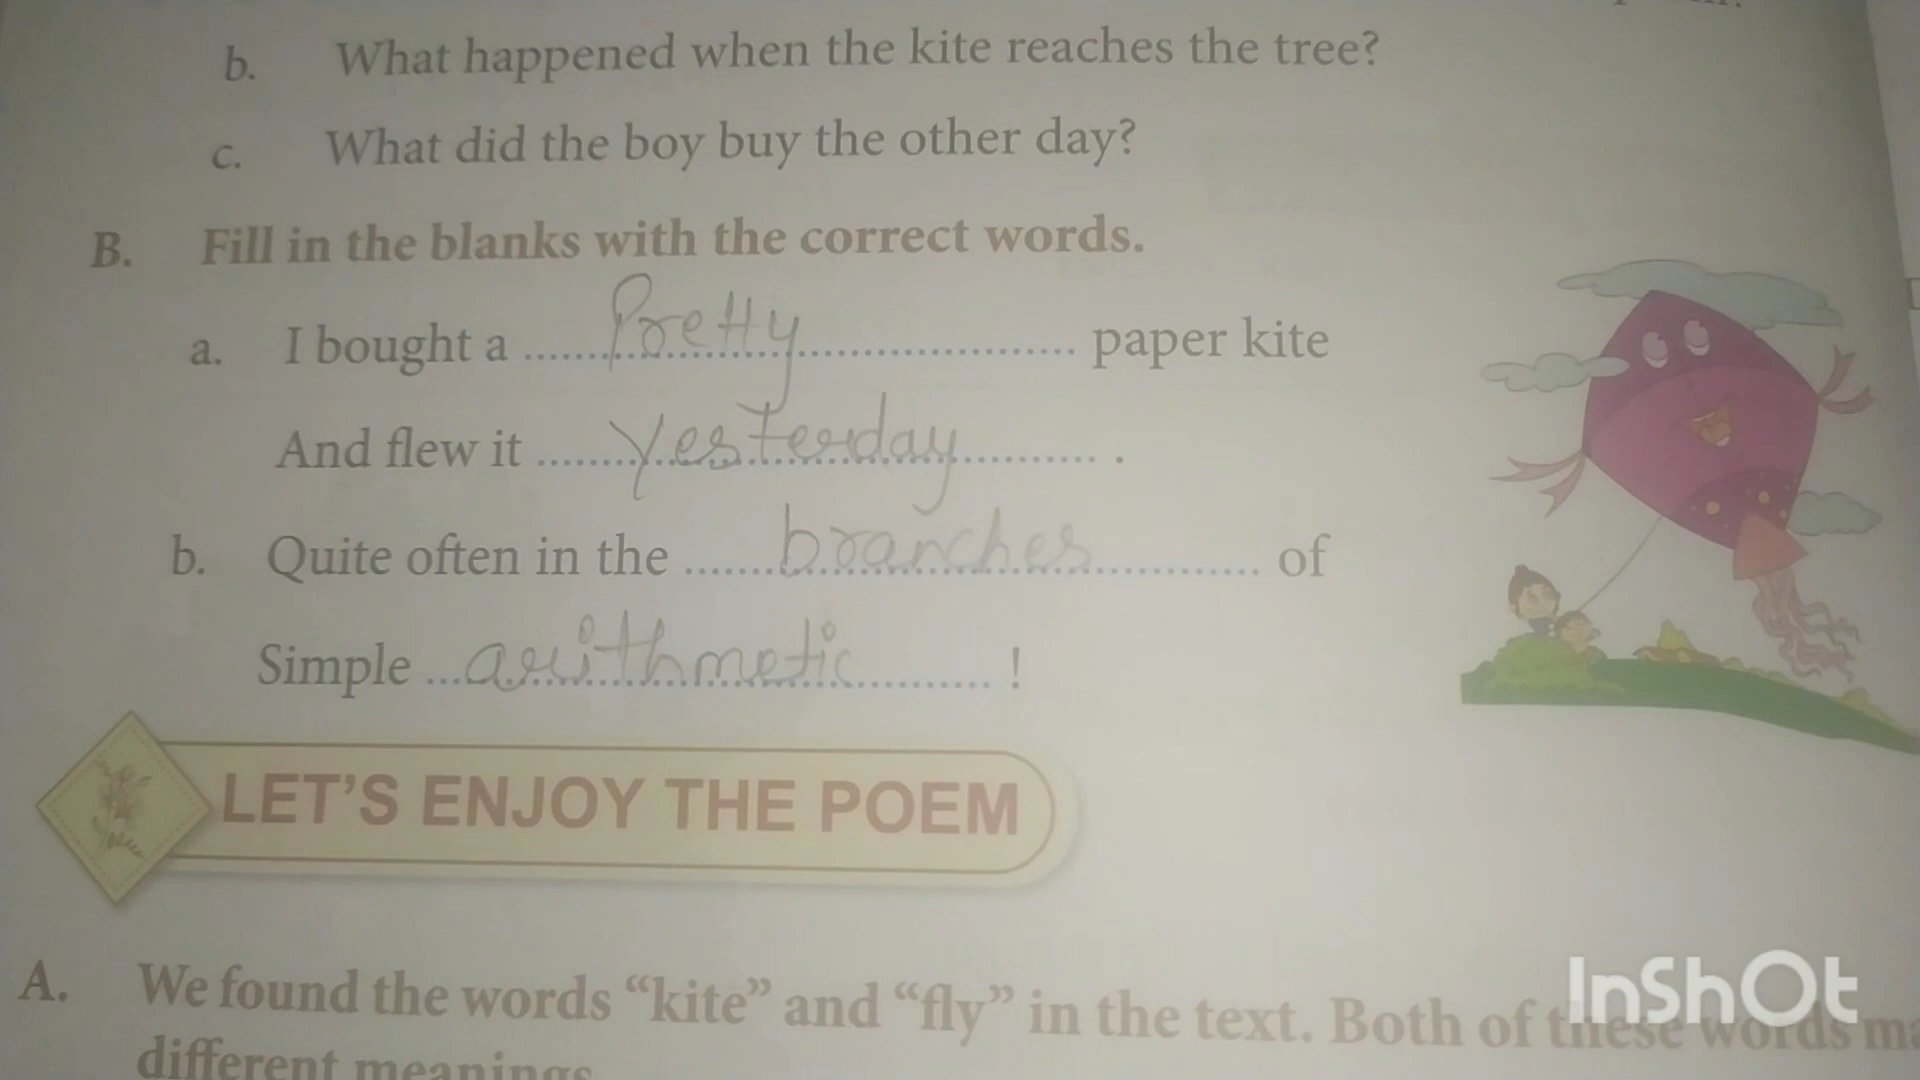 b. What happened when the kite reaches the tree?
c. What did the boy buy the other day?
B. Fill in the blanks with the correct words.
a. I bought a ......Pretty...... paper kite
And flew it ......Yesterday...... .
b. Quite often in the ......branches...... of
Simple ...arithmetic...... !
LET'S ENJOY THE POEM
A. We found the words “kite” and “fly” in the text. Both of these words
different meanings
InShOt